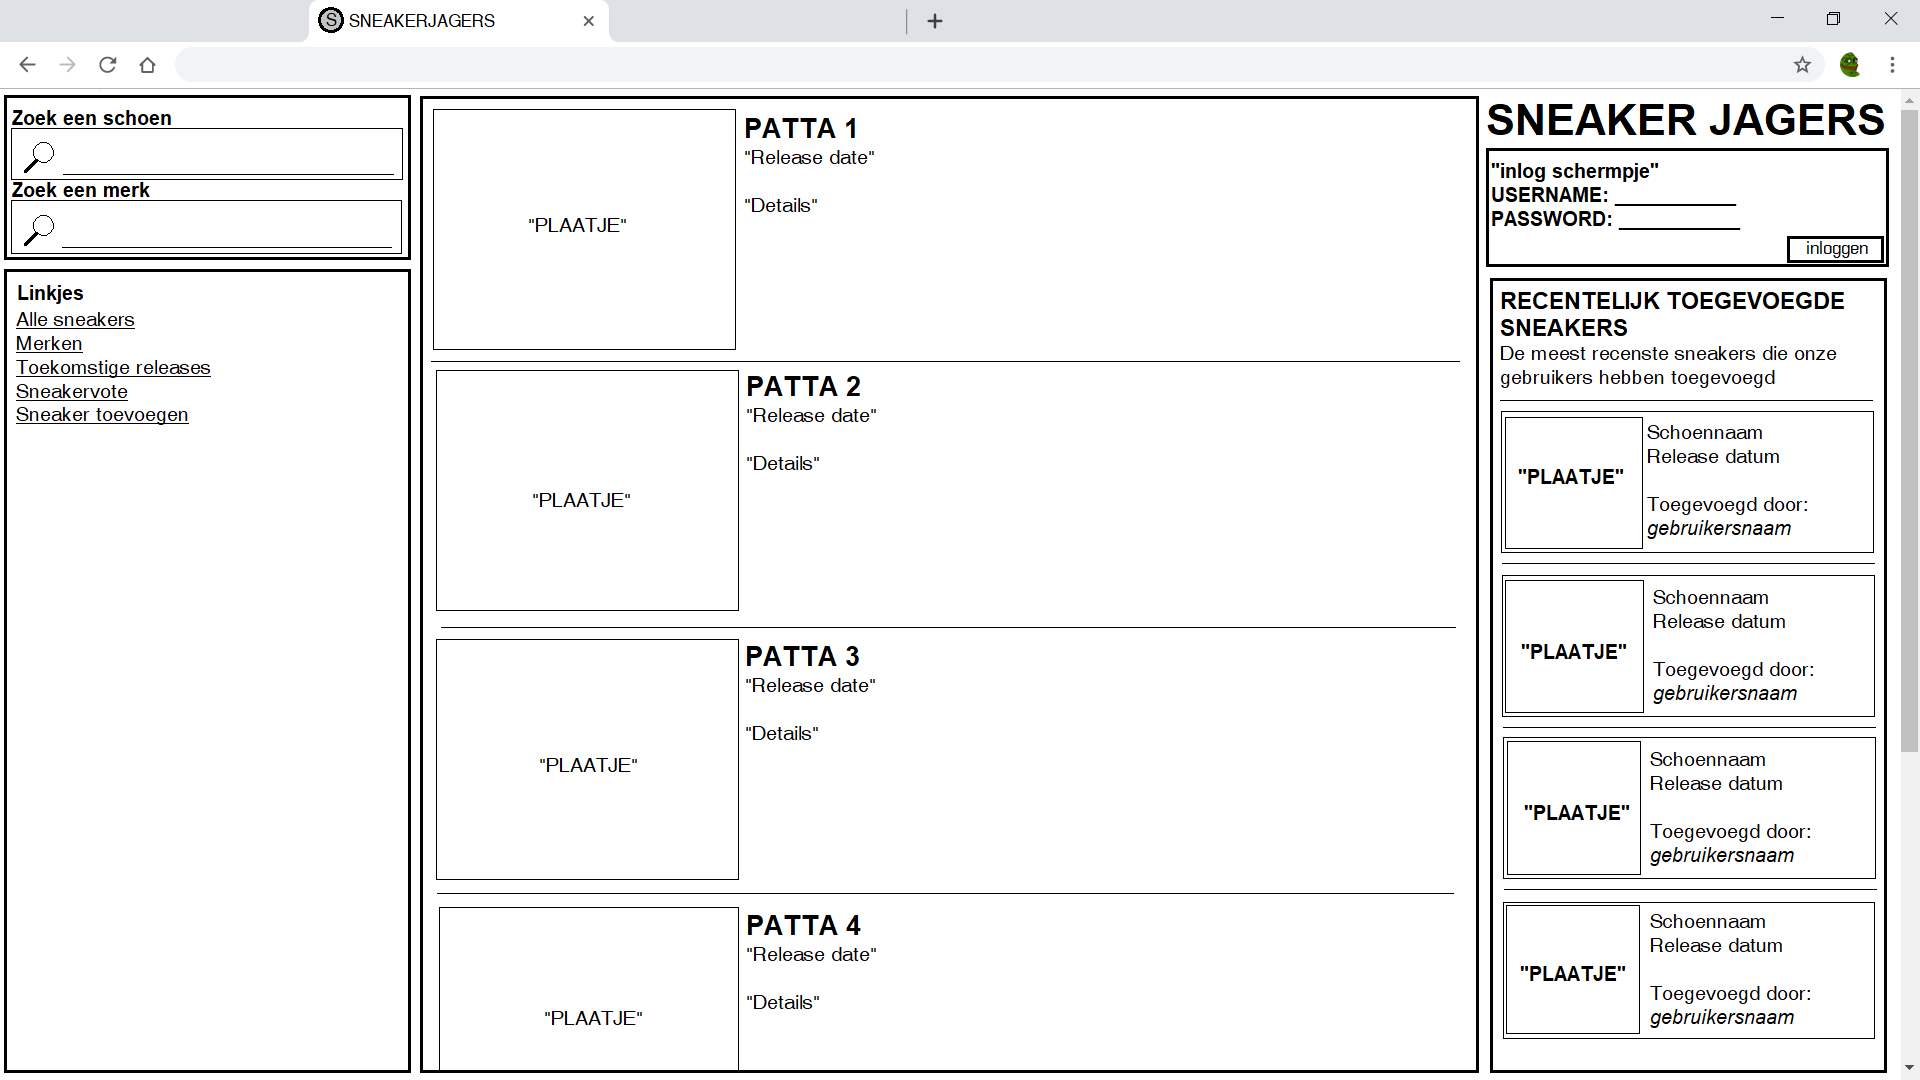 S SNEAKERJAGERS
Zoek een schoen
Zoek een merk
Linkjes
Alle sneakers
Merken
Toekomstige releases
Sneakervote
Sneaker toevoegen
"PLAATJE"
PATTA 1
"Release date"
"Details"
"PLAATJE"
PATTA 2
"Release date"
"Details"
"PLAATJE"
PATTA 3
"Release date"
"Details"
"PLAATJE"
PATTA 4
"Release date"
"Details"
SNEAKER JAGERS
"inlog schermpje"
USERNAME: ___________
PASSWORD: ___________
inloggen
RECENTELIJK TOEGEVOEGDE
SNEAKERS
De meest recenste sneakers die onze
gebruikers hebben toegevoegd
"PLAATJE"
Schoennaam
Release datum
Toegevoegd door:
gebruikersnaam
"PLAATJE"
Schoennaam
Release datum
Toegevoegd door:
gebruikersnaam
"PLAATJE"
Schoennaam
Release datum
Toegevoegd door:
gebruikersnaam
"PLAATJE"
Schoennaam
Release datum
Toegevoegd door:
gebruikersnaam